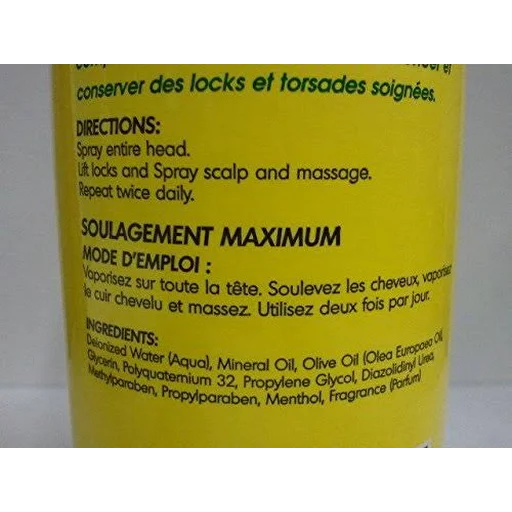 conserver des locks et torsades soignées.
DIRECTIONS:
Spray entire head.
Lift locks and Spray scalp and massage.
Repeat twice daily.
SOULAGEMENT MAXIMUM
MODE D'EMPLOI :
Vaporisez sur toute la tête. Soulevez les cheveux, vaporisez
le cuir chevelu et massez. Utilisez deux fois par jour.
INGREDIENTS:
Deionized Water (Aqua), Mineral Oil, Olive Oil (Olea Europaea Oil,
Glycerin, Polyquaternium 32, Propylene Glycol, Diazolidinyl Urea,
Methylparaben, Propylparaben, Menthol, Fragrance (Parfum)